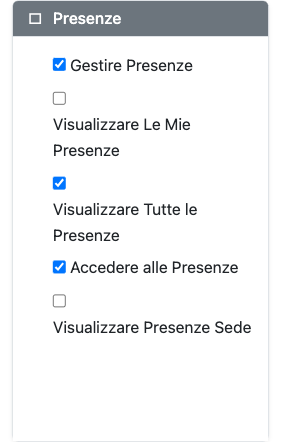 Presenze
Gestire Presenze
Visualizzare Le Mie
Presenze
Visualizzare Tutte le
Presenze
Accedere alle Presenze
Visualizzare Presenze Sede